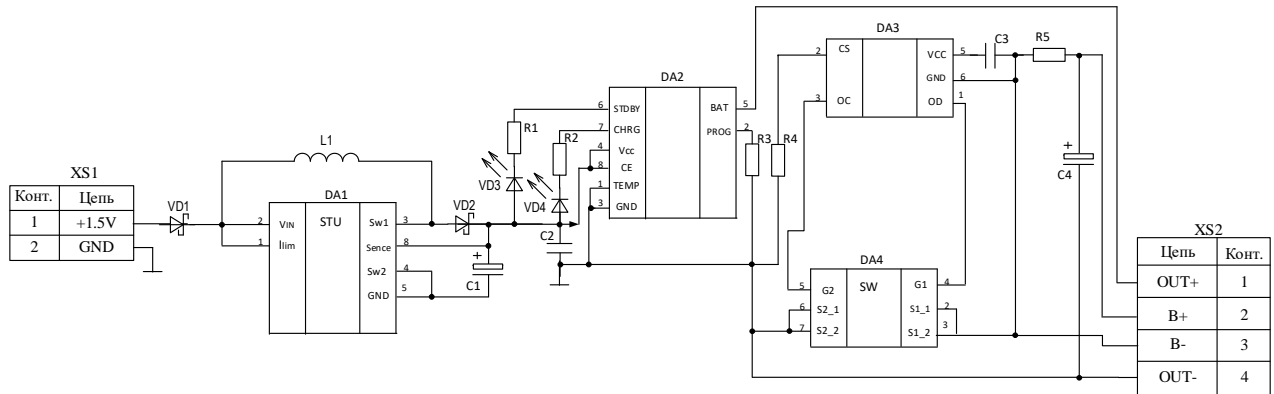 XS1
Конт. Цепь
1 +1.5V
2 GND
VD1
L1
DA1
STU
2 VIN
1 Ilim
Sw1 3
Sence 8
Sw2 4
GND 5
VD2
+
C1
R1
VD3
R2
VD4
C2
DA2
6 STDBY
7 CHRG
4 Vcc
8 CE
1 TEMP
3 GND
BAT 5
PROG 2
R3
R4
DA3
2 CS
3 OC
VCC 5
GND 6
OD 1
C3
R5
+
C4
DA4
SW
5 G2
6 S2_1
7 S2_2
G1 4
S1_1 2
S1_2 3
XS2
Цепь Конт.
OUT+ 1
B+ 2
B- 3
OUT- 4